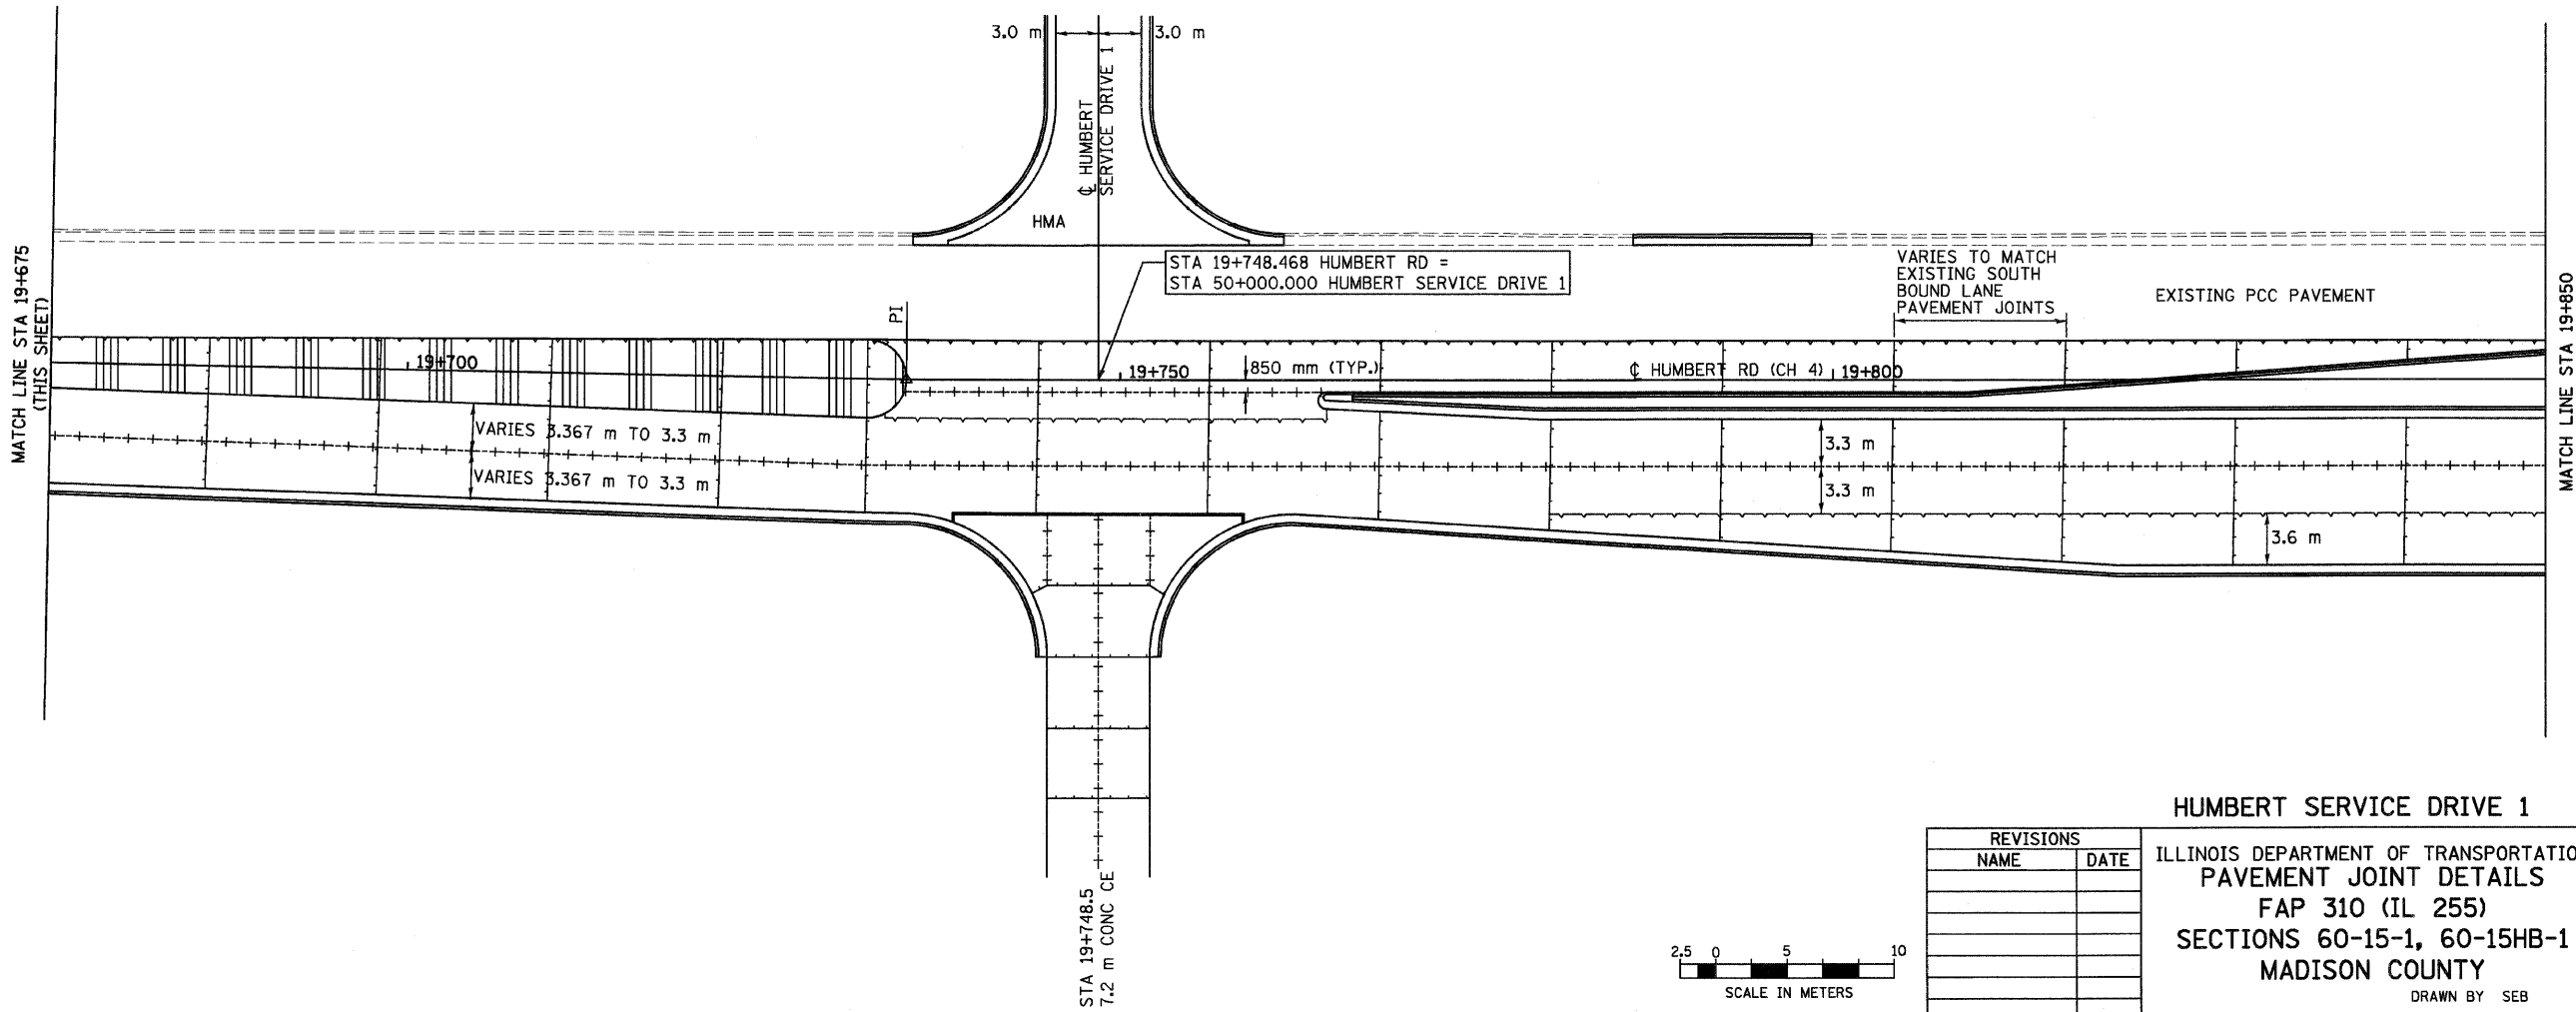 3.0 m
3.0 m
℄ HUMBERT
SERVICE DRIVE 1
HMA
MATCH LINE STA 19+675
(THIS SHEET)
STA 19+748.468 HUMBERT RD =
STA 50+000.000 HUMBERT SERVICE DRIVE 1
VARIES TO MATCH
EXISTING SOUTH
BOUND LANE
PAVEMENT JOINTS
EXISTING PCC PAVEMENT
MATCH LINE STA 19+850
PI
19+700
19+750
850 mm (TYP.)
℄ HUMBERT RD (CH 4)
19+800
VARIES 3.367 m TO 3.3 m
VARIES 3.367 m TO 3.3 m
3.3 m
3.3 m
3.6 m
STA 19+748.5
7.2 m CONC CE
HUMBERT SERVICE DRIVE 1
REVISIONS
NAME DATE
ILLINOIS DEPARTMENT OF TRANSPORTATIO
PAVEMENT JOINT DETAILS
FAP 310 (IL 255)
SECTIONS 60-15-1, 60-15HB-1
MADISON COUNTY
DRAWN BY SEB
2.5 0 5 10
SCALE IN METERS